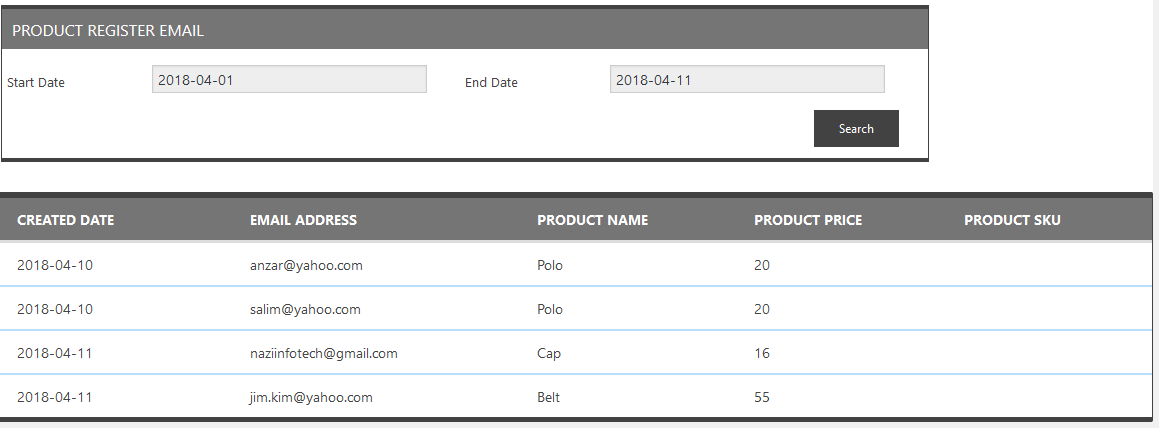 PRODUCT REGISTER EMAIL
Start Date 2018-04-01 End Date 2018-04-11
Search
CREATED DATE EMAIL ADDRESS PRODUCT NAME PRODUCT PRICE PRODUCT SKU
2018-04-10 anzar@yahoo.com Polo 20
2018-04-10 salim@yahoo.com Polo 20
2018-04-11 naziinfotech@gmail.com Cap 16
2018-04-11 jim.kim@yahoo.com Belt 55